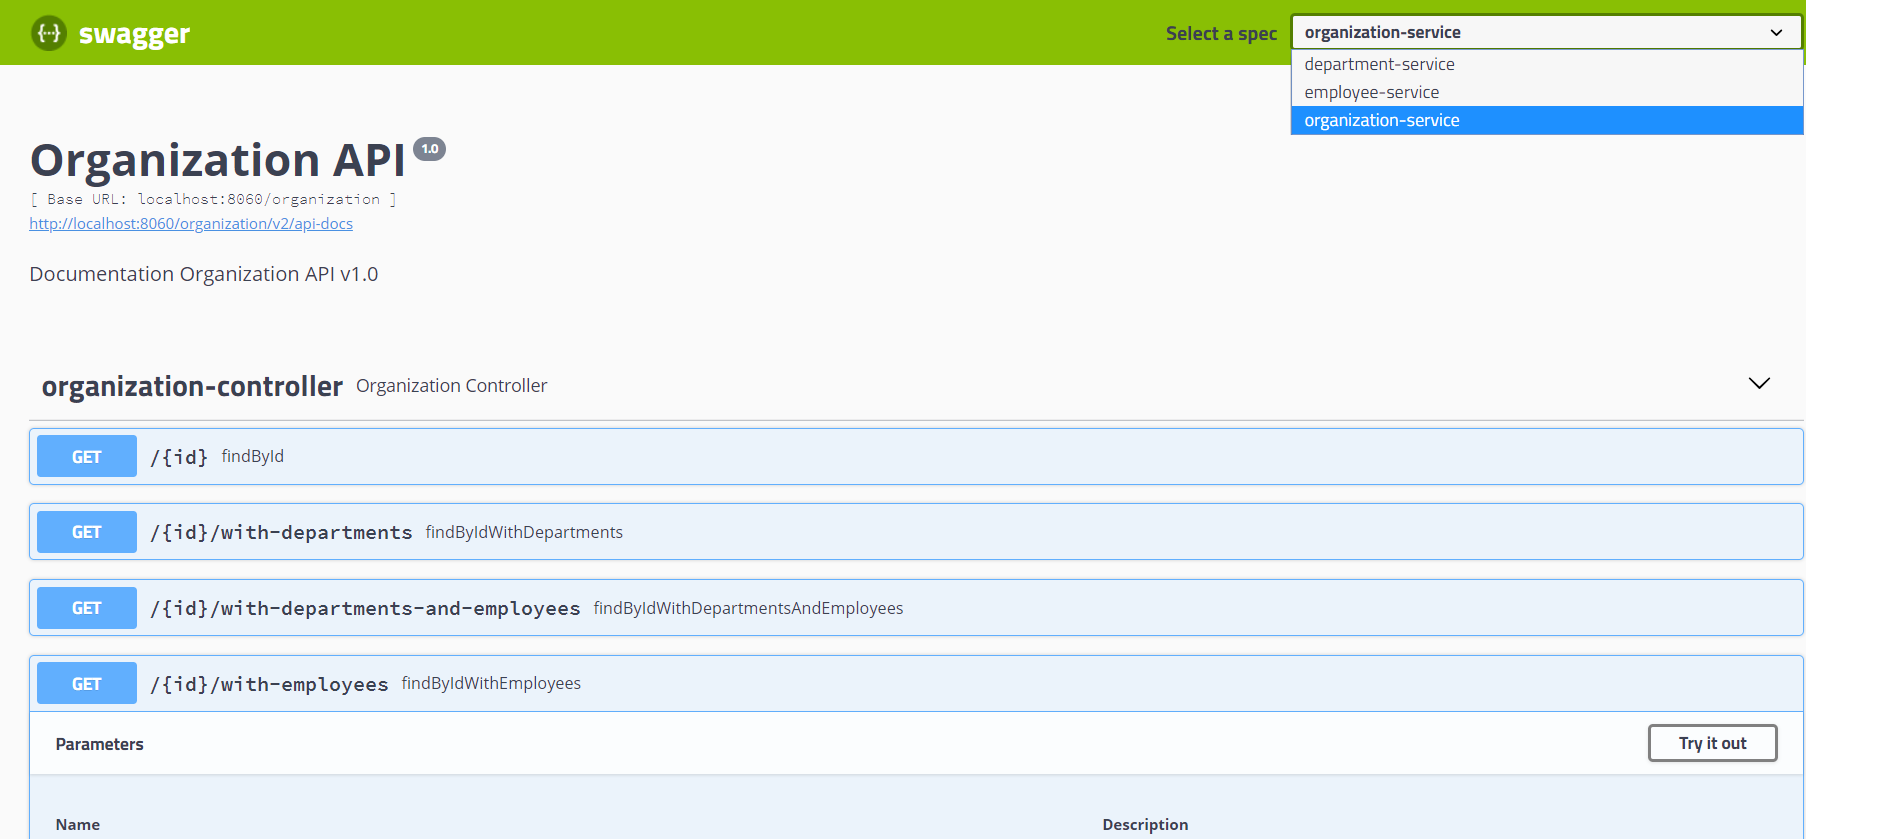 {···} swagger
Select a spec
organization-service
department-service
employee-service
organization-service
Organization API 1.0
[ Base URL: localhost:8060/organization ]
http://localhost:8060/organization/v2/api-docs
Documentation Organization API v1.0
organization-controller Organization Controller
GET /{id} findById
GET /{id}/with-departments findByIdWithDepartments
GET /{id}/with-departments-and-employees findByIdWithDepartmentsAndEmployees
GET /{id}/with-employees findByIdWithEmployees
Parameters Try it out
Name Description